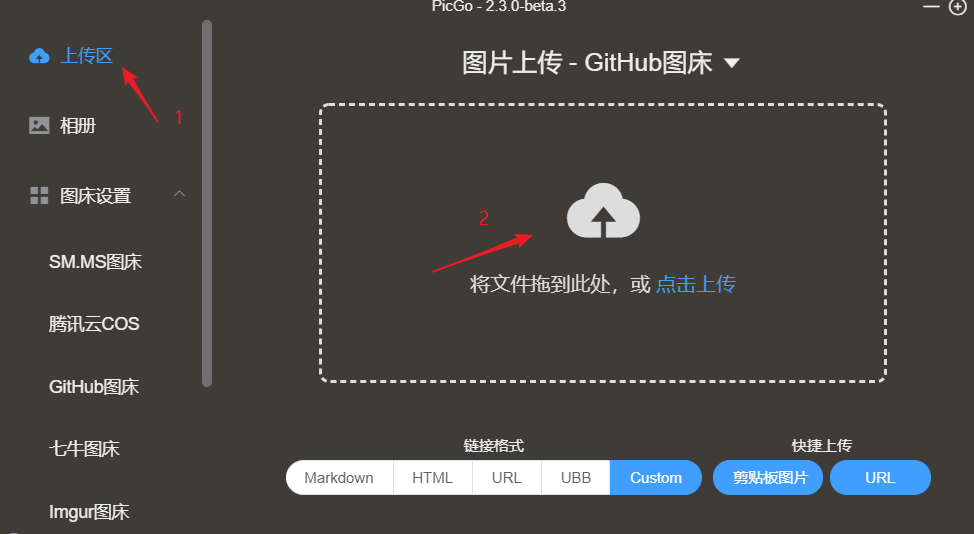 PicGo - 2.3.0-beta.3
上传区
1
相册
图床设置
SM.MS图床
腾讯云COS
GitHub图床
七牛图床
Imgur图床
图片上传 - GitHub图床
2
将文件拖到此处，或 点击上传
链接格式
Markdown HTML URL UBB Custom
快捷上传
剪贴板图片 URL